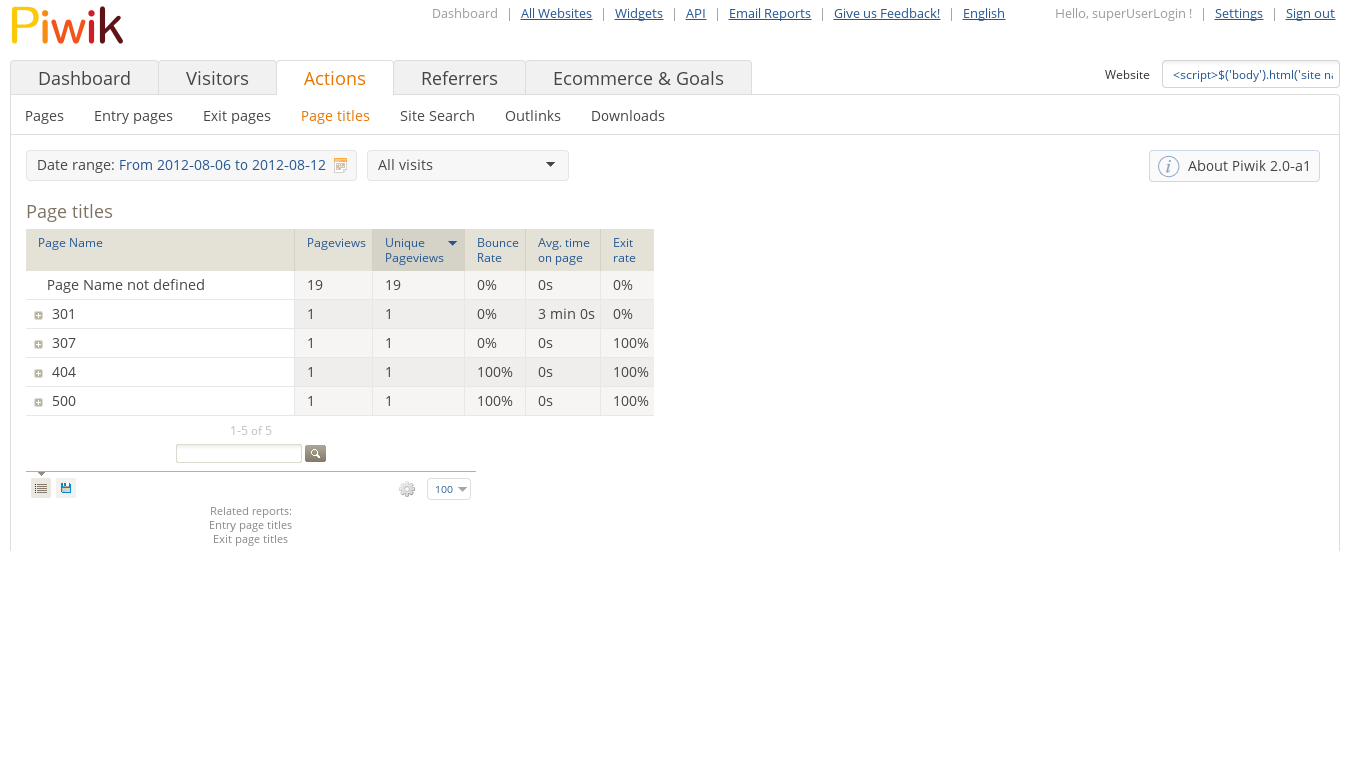 Piwik
Dashboard | All Websites | Widgets | API | Email Reports | Give us Feedback! | English
Hello, superUserLogin ! | Settings | Sign out
Dashboard Visitors Actions Referrers Ecommerce & Goals
Website <script>$('body').html('site na
Pages Entry pages Exit pages Page titles Site Search Outlinks Downloads
Date range: From 2012-08-06 to 2012-08-12 All visits
About Piwik 2.0-a1
Page titles
Page Name Pageviews Unique Pageviews Bounce Rate Avg. time on page Exit rate
Page Name not defined 19 19 0% 0s 0%
301 1 1 0% 3 min 0s 0%
307 1 1 0% 0s 100%
404 1 1 100% 0s 100%
500 1 1 100% 0s 100%
1-5 of 5
100
Related reports:
Entry page titles
Exit page titles